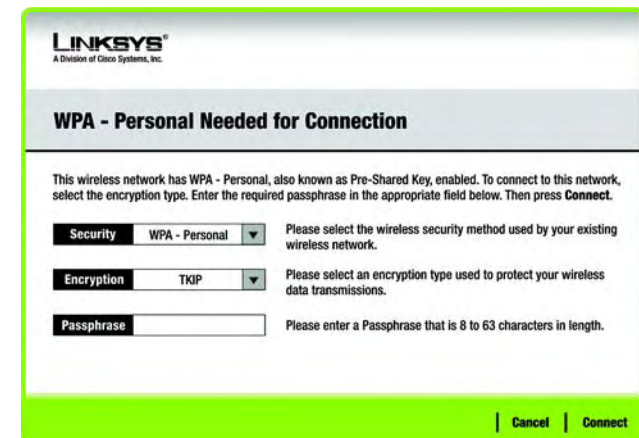 LINKSYS®
A Division of Cisco Systems, Inc.
WPA - Personal Needed for Connection
This wireless network has WPA - Personal, also known as Pre-Shared Key, enabled. To connect to this network,
select the encryption type. Enter the required passphrase in the appropriate field below. Then press Connect.
Security WPA - Personal Please select the wireless security method used by your existing
wireless network.
Encryption TKIP Please select an encryption type used to protect your wireless
data transmissions.
Passphrase Please enter a Passphrase that is 8 to 63 characters in length.
Cancel Connect